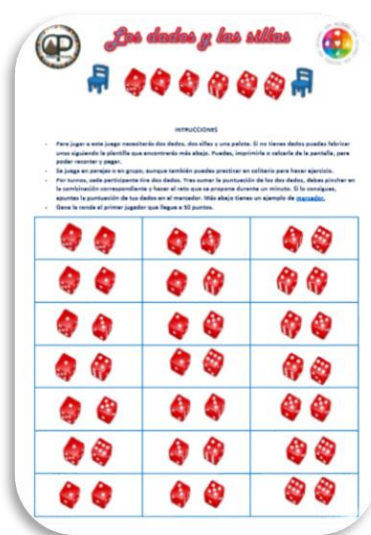 Los dados y las sillas
INTRUCCIONES
- Para jugar a este juego necesitarás dos dados, dos sillas y una pelota. Si no tienes dados puedes fabricar
unos siguiendo la plantilla que encontrarás más abajo. Puedes, imprimirla o calcarla de la pantalla, para
poder recortar y pegar.
- Se juega en parejas o en grupo, aunque también puedes practicar en solitario para hacer ejercicio.
- Por turnos, cada participante tira dos dados. Tras sumar la puntuación de los dos dados, debes pinchar en
la combinación correspondiente y hacer el reto que se propone durante un minuto. Si lo consigues,
apuntas la puntuación de tus dados en el marcador. Más abajo tienes un ejemplo de marcador.
- Gana la ronda el primer jugador que llegue a 50 puntos.